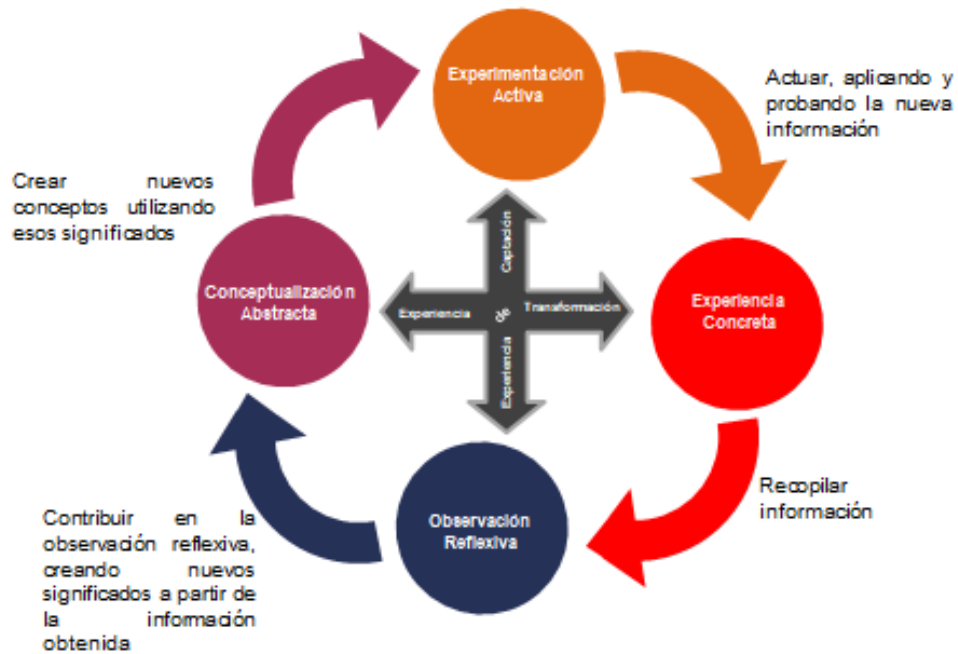 Experimentación
Activa
Actuar, aplicando y
probando la nueva
información
Crear nuevos
conceptos utilizando
esos significados
Captación
Conceptualización
Abstracta
Experiencia
de
Transformación
Experiencia
Experiencia
Concreta
Recopilar
información
Observación
Reflexiva
Contribuir en la
observación reflexiva,
creando nuevos
significados a partir de
la información
obtenida